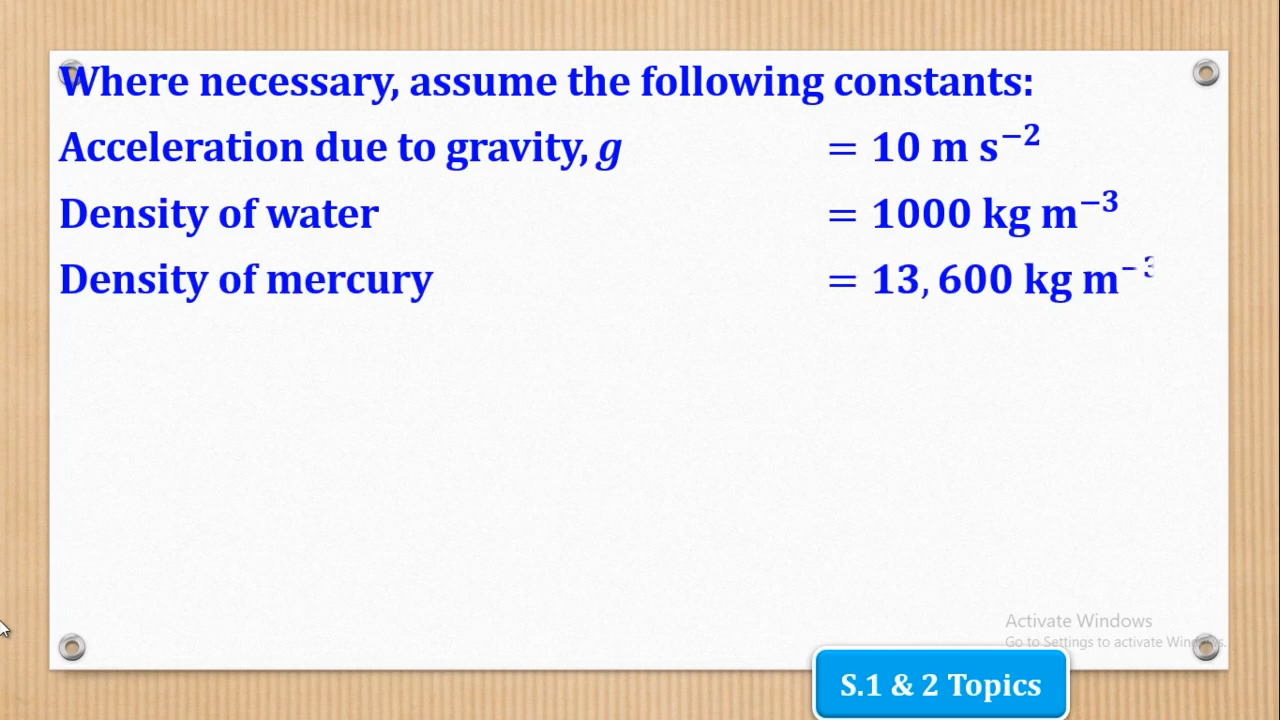 Where necessary, assume the following constants:
Acceleration due to gravity, g = 10 m s⁻²
Density of water = 1000 kg m⁻³
Density of mercury = 13,600 kg m⁻³
Activate Windows
Go to Settings to activate Windows.
S.1 & 2 Topics